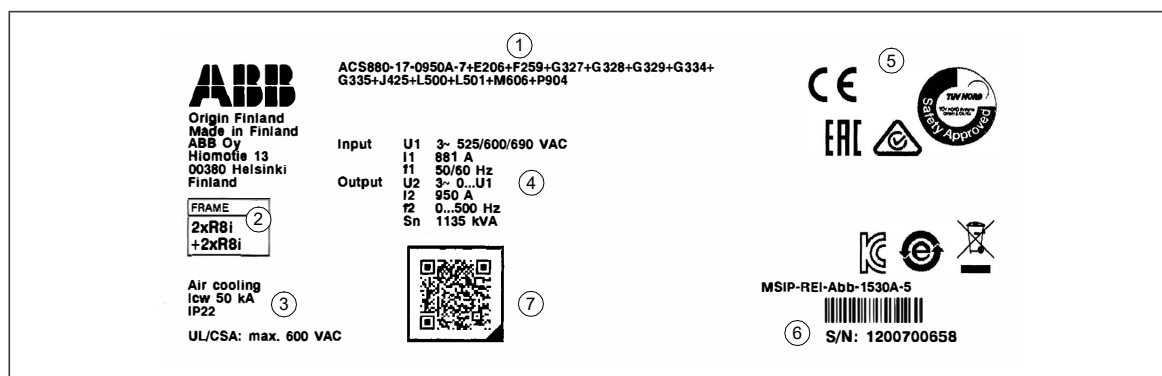 ①
ACS880-17-0950A-7+E206+F259+G327+G328+G329+G334+
G335+J425+L500+L501+M606+P904
ABB
Origin Finland
Made in Finland
ABB Oy
Hiomotie 13
00380 Helsinki
Finland
FRAME
2xR8i
+2xR8i
②
Air cooling
Icw 50 kA
IP22
③
UL/CSA: max. 600 VAC
Input U1 3~ 525/600/690 VAC
I1 881 A
f1 50/60 Hz
Output U2 3~ 0...U1
I2 950 A
f2 0...500 Hz
Sn 1135 kVA
④
⑦
CE
⑤
TÜV NORD
Safety Approved
EAC
MSIP-REI-Abb-1530A-5
⑥
S/N: 1200700658